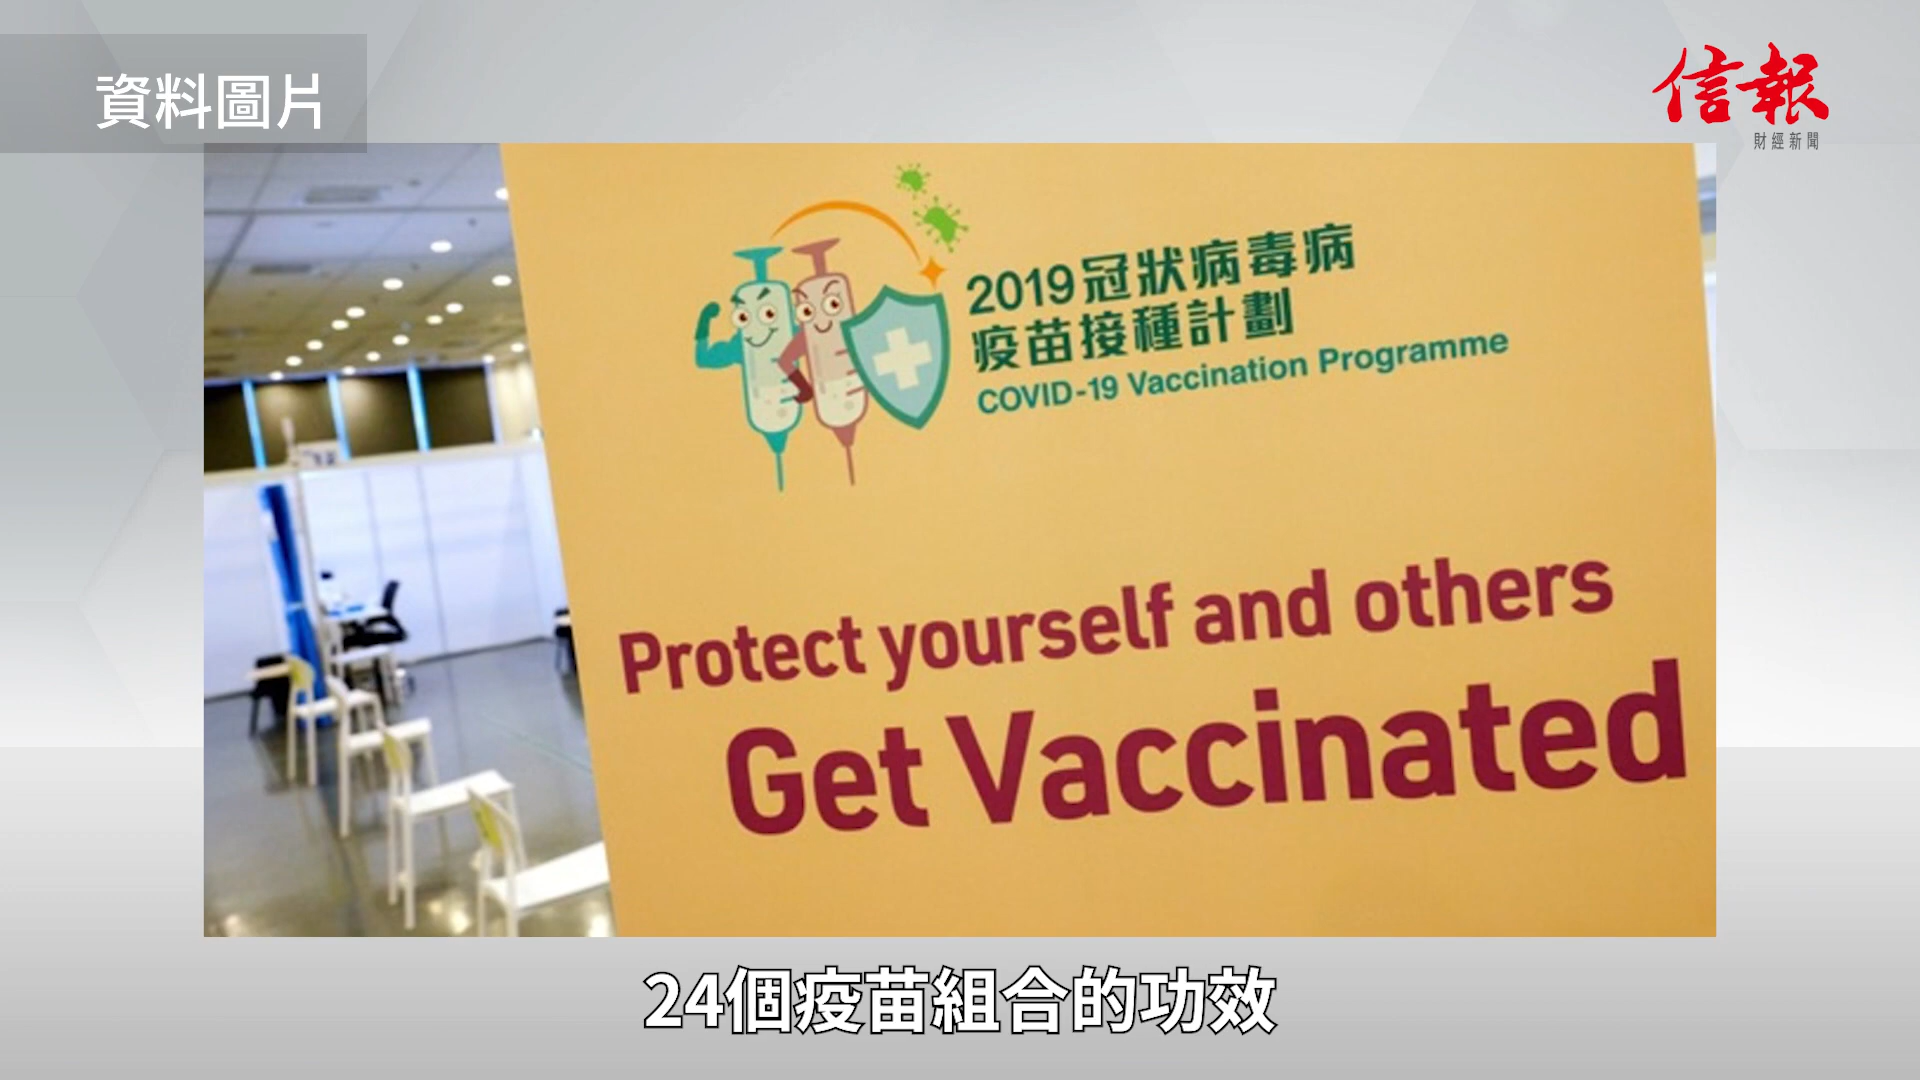 資料圖片
信報
財經新聞
2019冠狀病毒病
疫苗接種計劃
COVID-19 Vaccination Programme
Protect yourself and others
Get Vaccinated
24個疫苗組合的功效